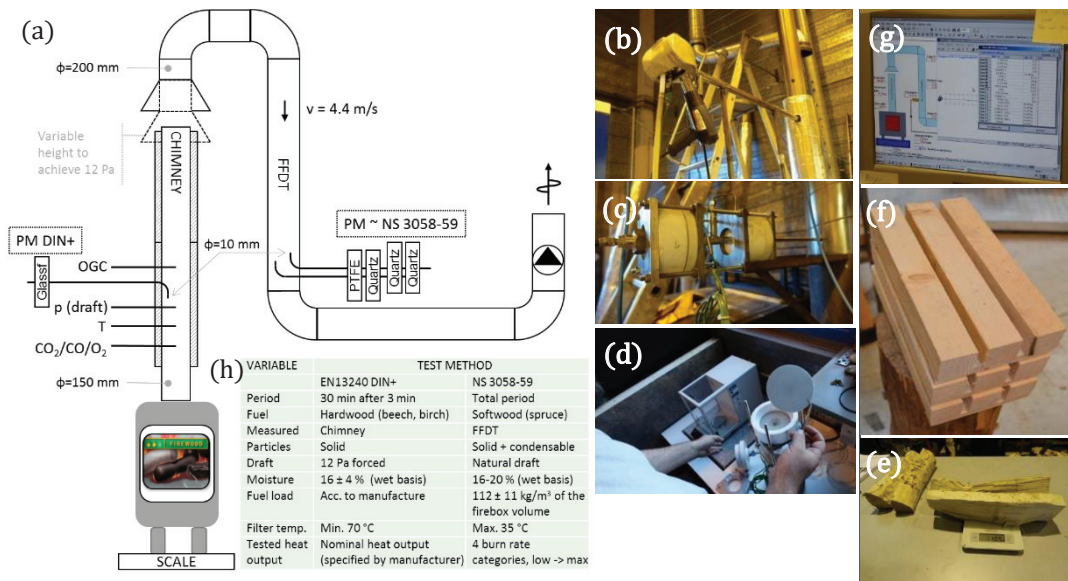 (a)
ϕ=200 mm
v = 4.4 m/s
Variable
height to
achieve 12 Pa
CHIMNEY
FFDT
PM DIN+
PM ~ NS 3058-59
ϕ=10 mm
Glassf
OGC
p (draft)
T
CO₂/CO/O₂
PTFE
Quartz
Quartz
Quartz
ϕ=150 mm
FIREWOOD
SCALE
(h)
VARIABLE TEST METHOD
EN13240 DIN+ NS 3058-59
Period 30 min after 3 min Total period
Fuel Hardwood (beech, birch) Softwood (spruce)
Measured Chimney FFDT
Particles Solid Solid + condensable
Draft 12 Pa forced Natural draft
Moisture 16 ± 4 % (wet basis) 16-20 % (wet basis)
Fuel load Acc. to manufacture 112 ± 11 kg/m³ of the
firebox volume
Filter temp. Min. 70 °C Max. 35 °C
Tested heat Nominal heat output 4 burn rate
output (specified by manufacturer) categories, low -> max
(b)
(c)
(d)
(g)
(f)
(e)